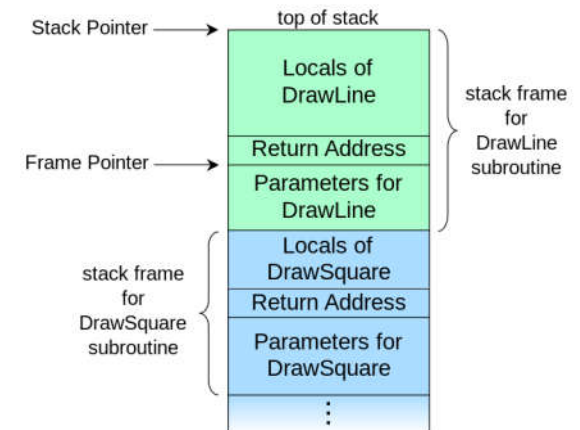 top of stack
Stack Pointer
Locals of
DrawLine
stack frame
for
DrawLine
subroutine
Return Address
Frame Pointer
Parameters for
DrawLine
Locals of
DrawSquare
stack frame
for
DrawSquare
subroutine
Return Address
Parameters for
DrawSquare